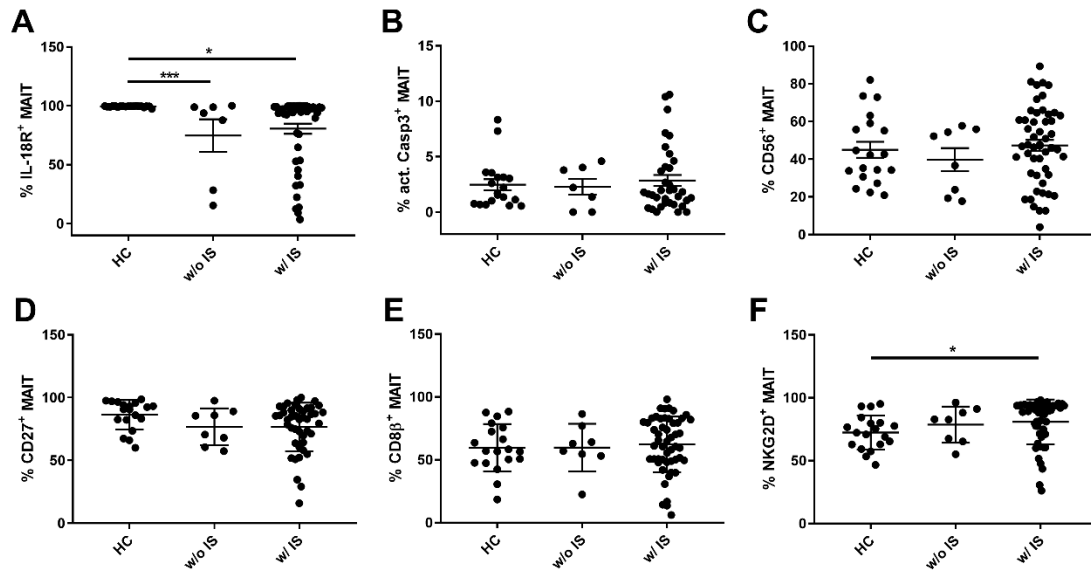 A
% IL-18R⁺ MAIT
150
100
50
0
*
***
HC
w/o IS
w/ IS
B
% act. Casp3⁺ MAIT
15
10
5
0
HC
w/o IS
w/ IS
C
% CD56⁺ MAIT
100
80
60
40
20
0
HC
w/o IS
w/ IS
D
% CD27⁺ MAIT
150
100
50
0
HC
w/o IS
w/ IS
E
% CD8β⁺ MAIT
150
100
50
0
HC
w/o IS
w/ IS
F
% NKG2D⁺ MAIT
150
100
50
0
*
HC
w/o IS
w/ IS